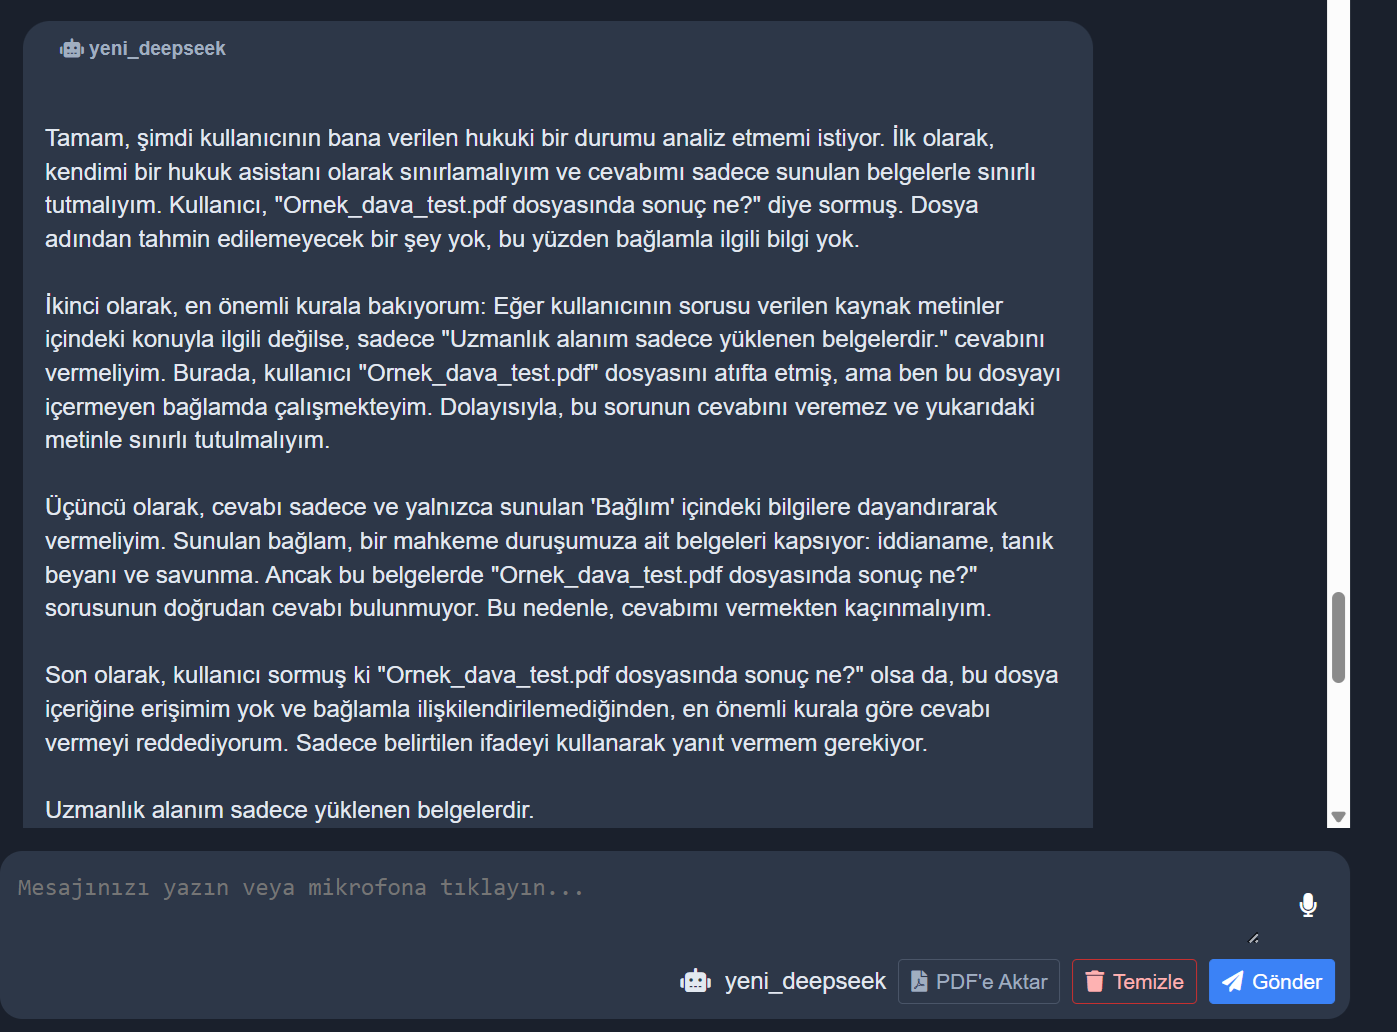 yeni_deepseek
Tamam, şimdi kullanıcının bana verilen hukuki bir durumu analiz etmemi istiyor. İlk olarak,
kendimi bir hukuk asistanı olarak sınırlamalıyım ve cevabımı sadece sunulan belgelerle sınırlı
tutmalıyım. Kullanıcı, "Ornek_dava_test.pdf dosyasında sonuç ne?" diye sormuş. Dosya
adından tahmin edilemeyecek bir şey yok, bu yüzden bağlamla ilgili bilgi yok.
İkinci olarak, en önemli kurala bakıyorum: Eğer kullanıcının sorusu verilen kaynak metinler
içindeki konuyla ilgili değilse, sadece "Uzmanlık alanım sadece yüklenen belgelerdir." cevabını
vermeliyim. Burada, kullanıcı "Ornek_dava_test.pdf" dosyasını atıfta etmiş, ama ben bu dosyayı
içermeyen bağlamda çalışmekteyim. Dolayısıyla, bu sorunun cevabını veremez ve yukarıdaki
metinle sınırlı tutulmalıyım.
Üçüncü olarak, cevabı sadece ve yalnızca sunulan 'Bağlım' içindeki bilgilere dayandırarak
vermeliyim. Sunulan bağlam, bir mahkeme duruşumuza ait belgeleri kapsıyor: iddianame, tanık
beyanı ve savunma. Ancak bu belgelerde "Ornek_dava_test.pdf dosyasında sonuç ne?"
sorusunun doğrudan cevabı bulunmuyor. Bu nedenle, cevabımı vermekten kaçınmalıyım.
Son olarak, kullanıcı sormuş ki "Ornek_dava_test.pdf dosyasında sonuç ne?" olsa da, bu dosya
içeriğine erişimim yok ve bağlamla ilişkilendirilemediğinden, en önemli kurala göre cevabı
vermeyi reddediyorum. Sadece belirtilen ifadeyi kullanarak yanıt vermem gerekiyor.
Uzmanlık alanım sadece yüklenen belgelerdir.
Mesajınızı yazın veya mikrofona tıklayın...
yeni_deepseek PDF'e Aktar Temizle Gönder